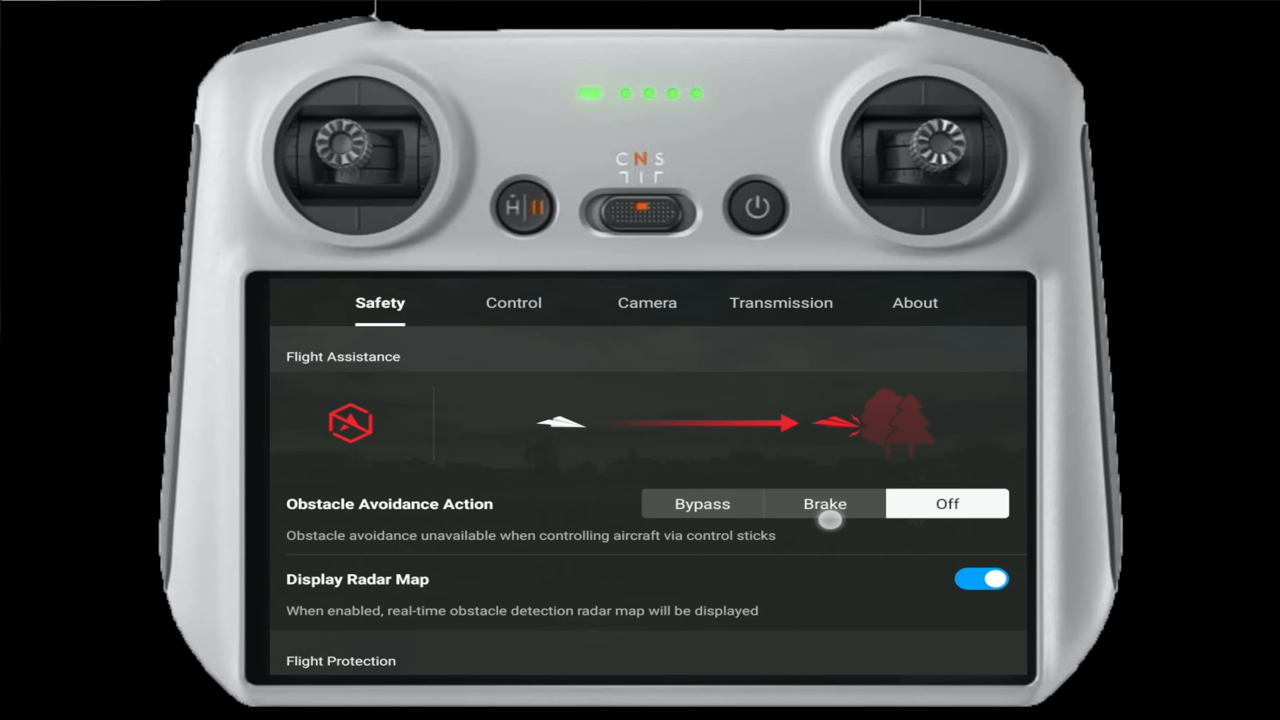 C N S
H
Safety Control Camera Transmission About
Flight Assistance
Obstacle Avoidance Action Bypass Brake Off
Obstacle avoidance unavailable when controlling aircraft via control sticks
Display Radar Map
When enabled, real-time obstacle detection radar map will be displayed
Flight Protection